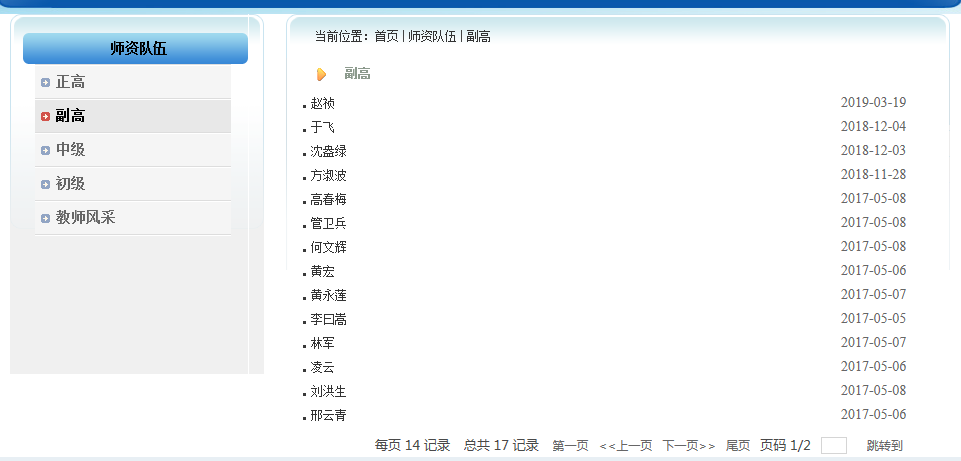 师资队伍
正高
副高
中级
初级
教师风采
当前位置：首页 | 师资队伍 | 副高
副高
赵祯 2019-03-19
于飞 2018-12-04
沈盎绿 2018-12-03
方淑波 2018-11-28
高春梅 2017-05-08
管卫兵 2017-05-08
何文辉 2017-05-08
黄宏 2017-05-06
黄永莲 2017-05-07
李曰嵩 2017-05-05
林军 2017-05-07
凌云 2017-05-06
刘洪生 2017-05-08
邢云青 2017-05-06
每页 14 记录 总共 17 记录 第一页 <<上一页 下一页>> 尾页 页码 1/2 跳转到